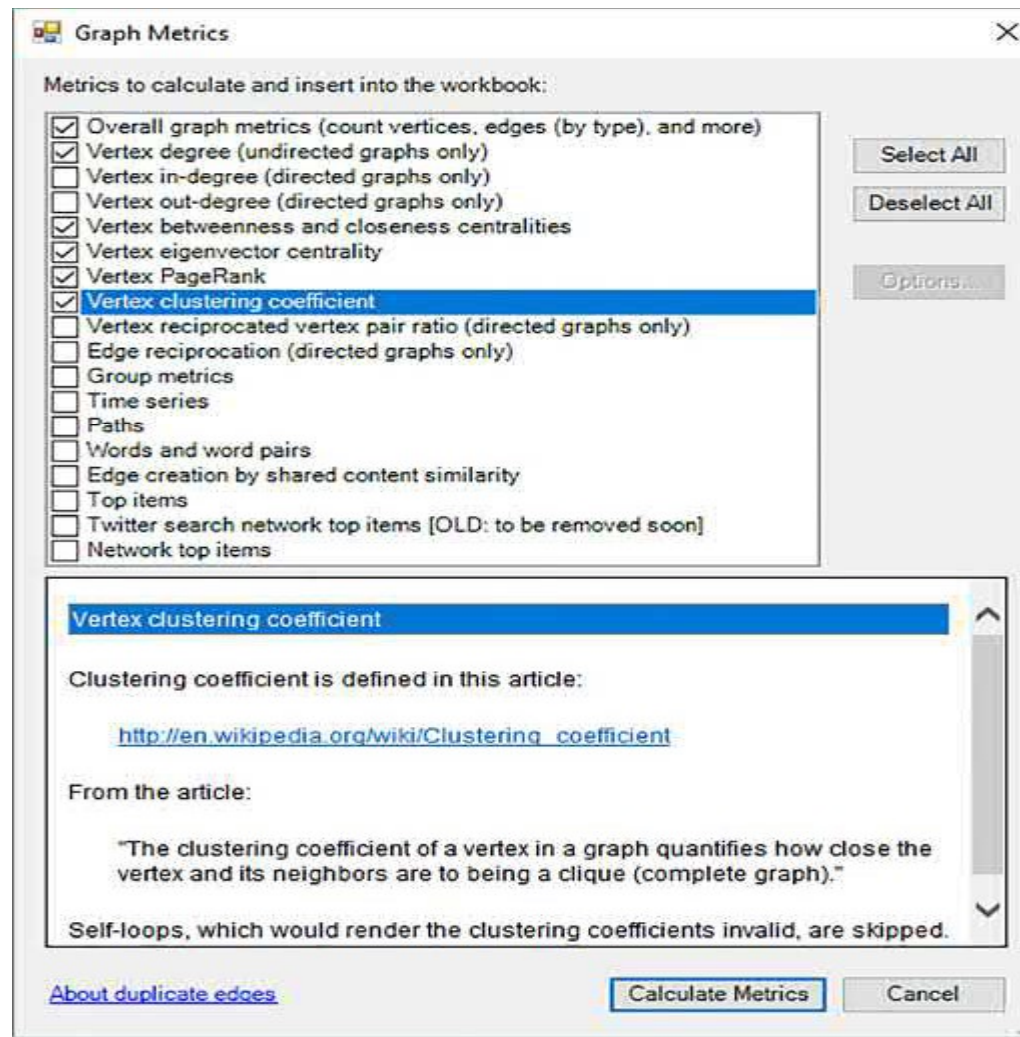 Graph Metrics
Metrics to calculate and insert into the workbook:
Overall graph metrics (count vertices, edges (by type), and more)
Vertex degree (undirected graphs only)
Vertex in-degree (directed graphs only)
Vertex out-degree (directed graphs only)
Vertex betweenness and closeness centralities
Vertex eigenvector centrality
Vertex PageRank
Vertex clustering coefficient
Vertex reciprocated vertex pair ratio (directed graphs only)
Edge reciprocation (directed graphs only)
Group metrics
Time series
Paths
Words and word pairs
Edge creation by shared content similarity
Top items
Twitter search network top items [OLD: to be removed soon]
Network top items
Select All
Deselect All
Options...
Vertex clustering coefficient
Clustering coefficient is defined in this article:
http://en.wikipedia.org/wiki/Clustering_coefficient
From the article:
"The clustering coefficient of a vertex in a graph quantifies how close the
vertex and its neighbors are to being a clique (complete graph)."
Self-loops, which would render the clustering coefficients invalid, are skipped.
About duplicate edges
Calculate Metrics
Cancel